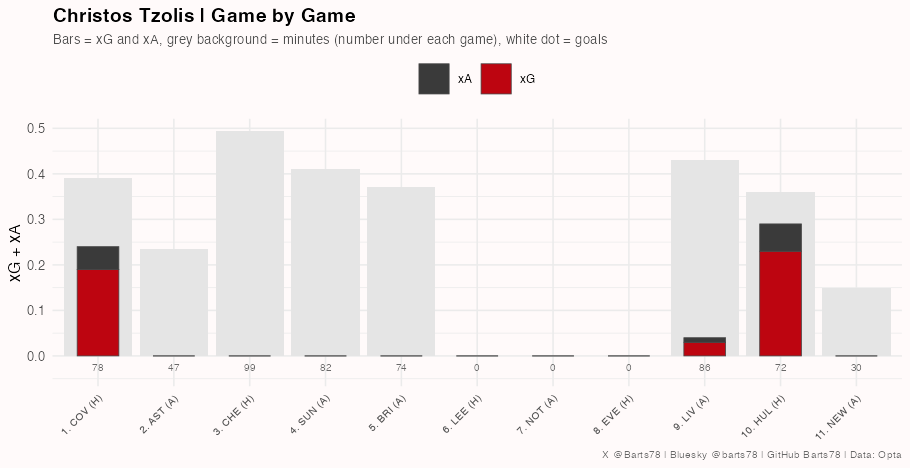 Christos Tzolis | Game by Game
Bars = xG and xA, grey background = minutes (number under each game), white dot = goals
xA xG
xG + xA
0.5
0.4
0.3
0.2
0.1
0.0
78 47 99 82 74 0 0 0 86 72 30
1. COV (H) 2. AST (A) 3. CHE (H) 4. SUN (A) 5. BRI (A) 6. LEE (H) 7. NOT (A) 8. EVE (H) 9. LIV (A) 10. HUL (H) 11. NEW (A)
X @Barts78 | Bluesky @barts78 | GitHub Barts78 | Data: Opta